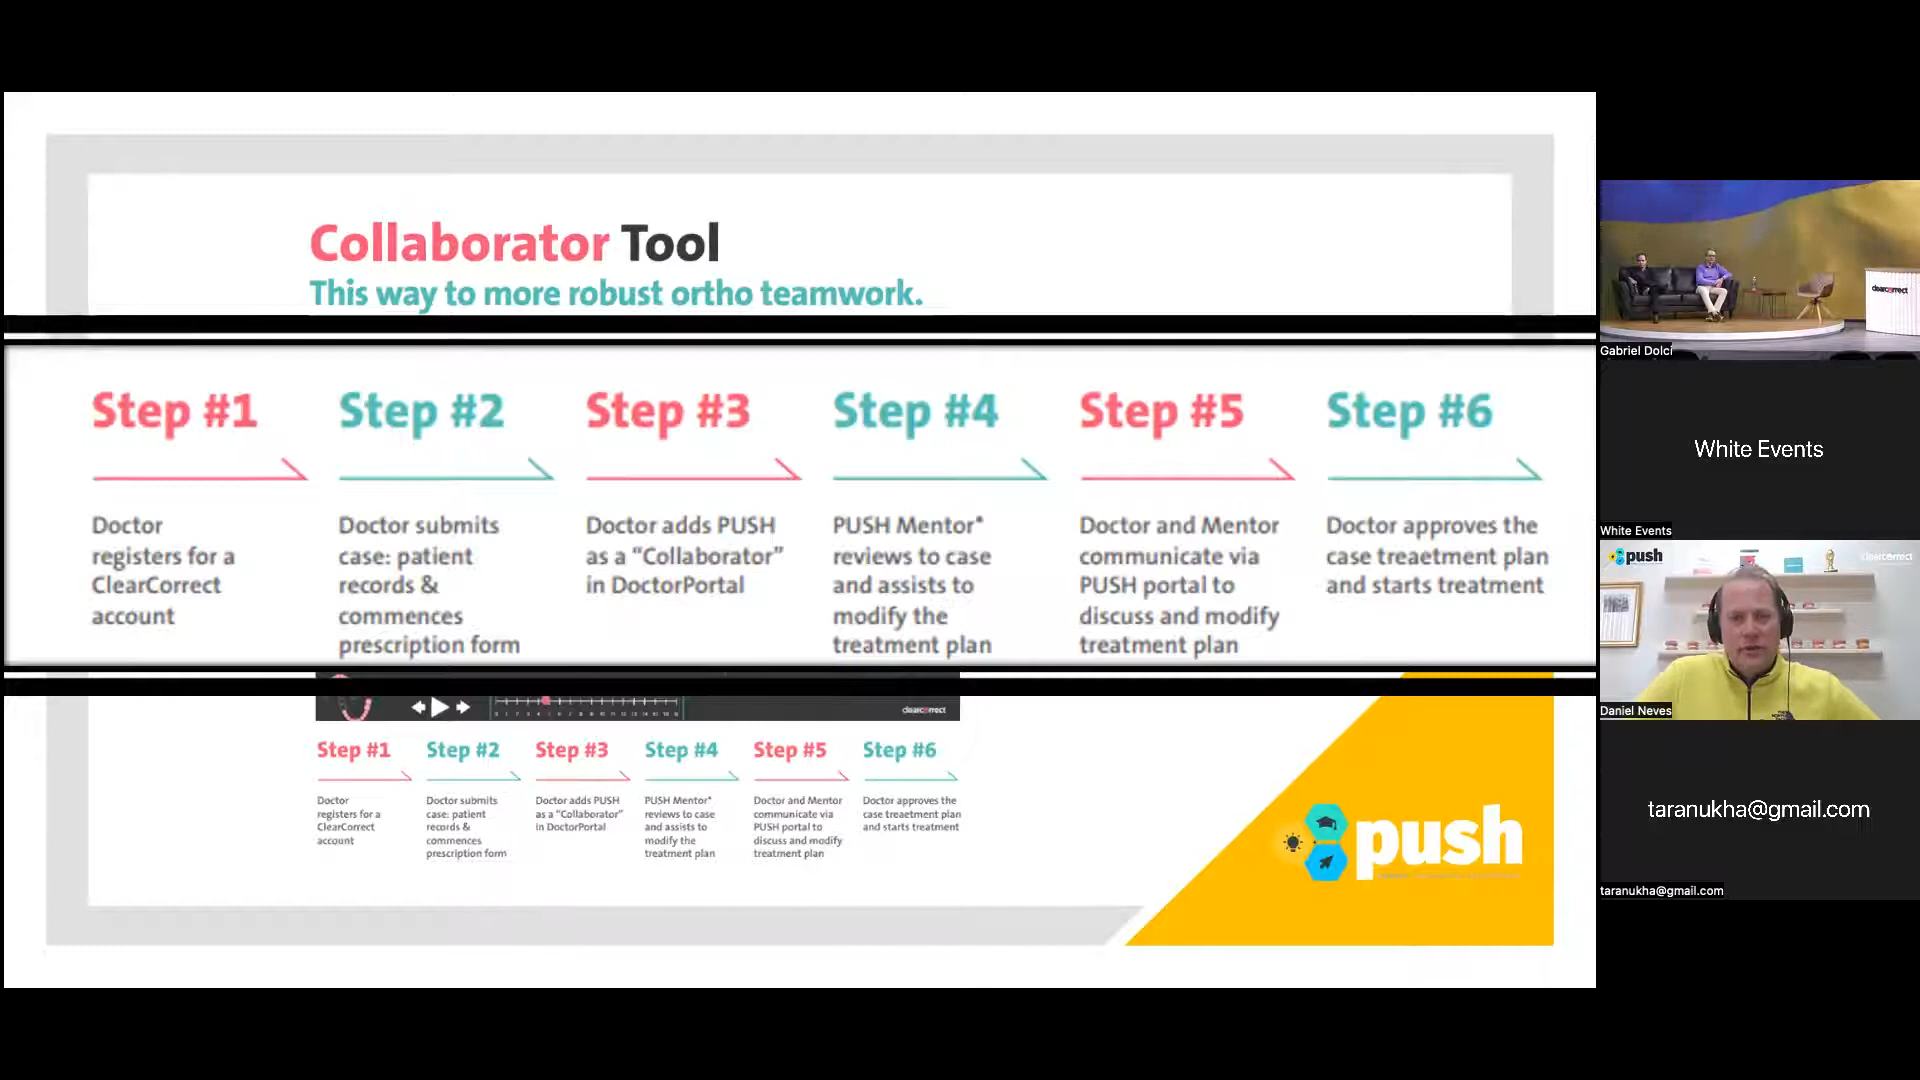 Collaborator Tool
This way to more robust ortho teamwork.
Step #1
Doctor
registers for a
ClearCorrect
account
Step #2
Doctor submits
case: patient
records &
commences
prescription form
Step #3
Doctor adds PUSH
as a “Collaborator”
in DoctorPortal
Step #4
PUSH Mentor*
reviews to case
and assists to
modify the
treatment plan
Step #5
Doctor and Mentor
communicate via
PUSH portal to
discuss and modify
treatment plan
Step #6
Doctor approves the
case treaetment plan
and starts treatment
clearcorrect
Step #1
Doctor
registers for a
ClearCorrect
account
Step #2
Doctor submits
case: patient
records &
commences
prescription form
Step #3
Doctor adds PUSH
as a “Collaborator”
in DoctorPortal
Step #4
PUSH Mentor*
reviews to case
and assists to
modify the
treatment plan
Step #5
Doctor and Mentor
communicate via
PUSH portal to
discuss and modify
treatment plan
Step #6
Doctor approves the
case treaetment plan
and starts treatment
push
clearcorrect
Gabriel Dolci
White Events
White Events
push
clearcorrect
Daniel Neves
taranukha@gmail.com
taranukha@gmail.com